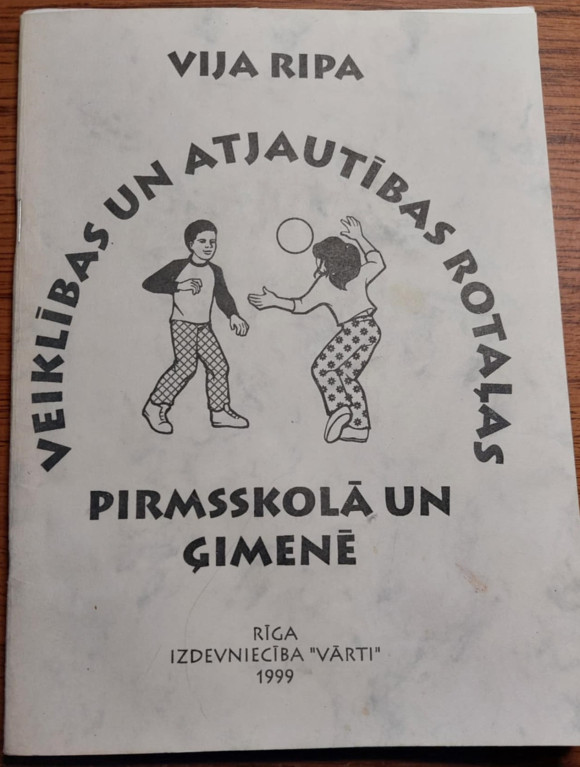 VIJA RIPA
VEIKLĪBAS UN ATJAUTĪBAS ROTAĻAS
PIRMSSKOLĀ UN
ĢIMENĒ
RĪGA
IZDEVNIECĪBA "VĀRTI"
1999